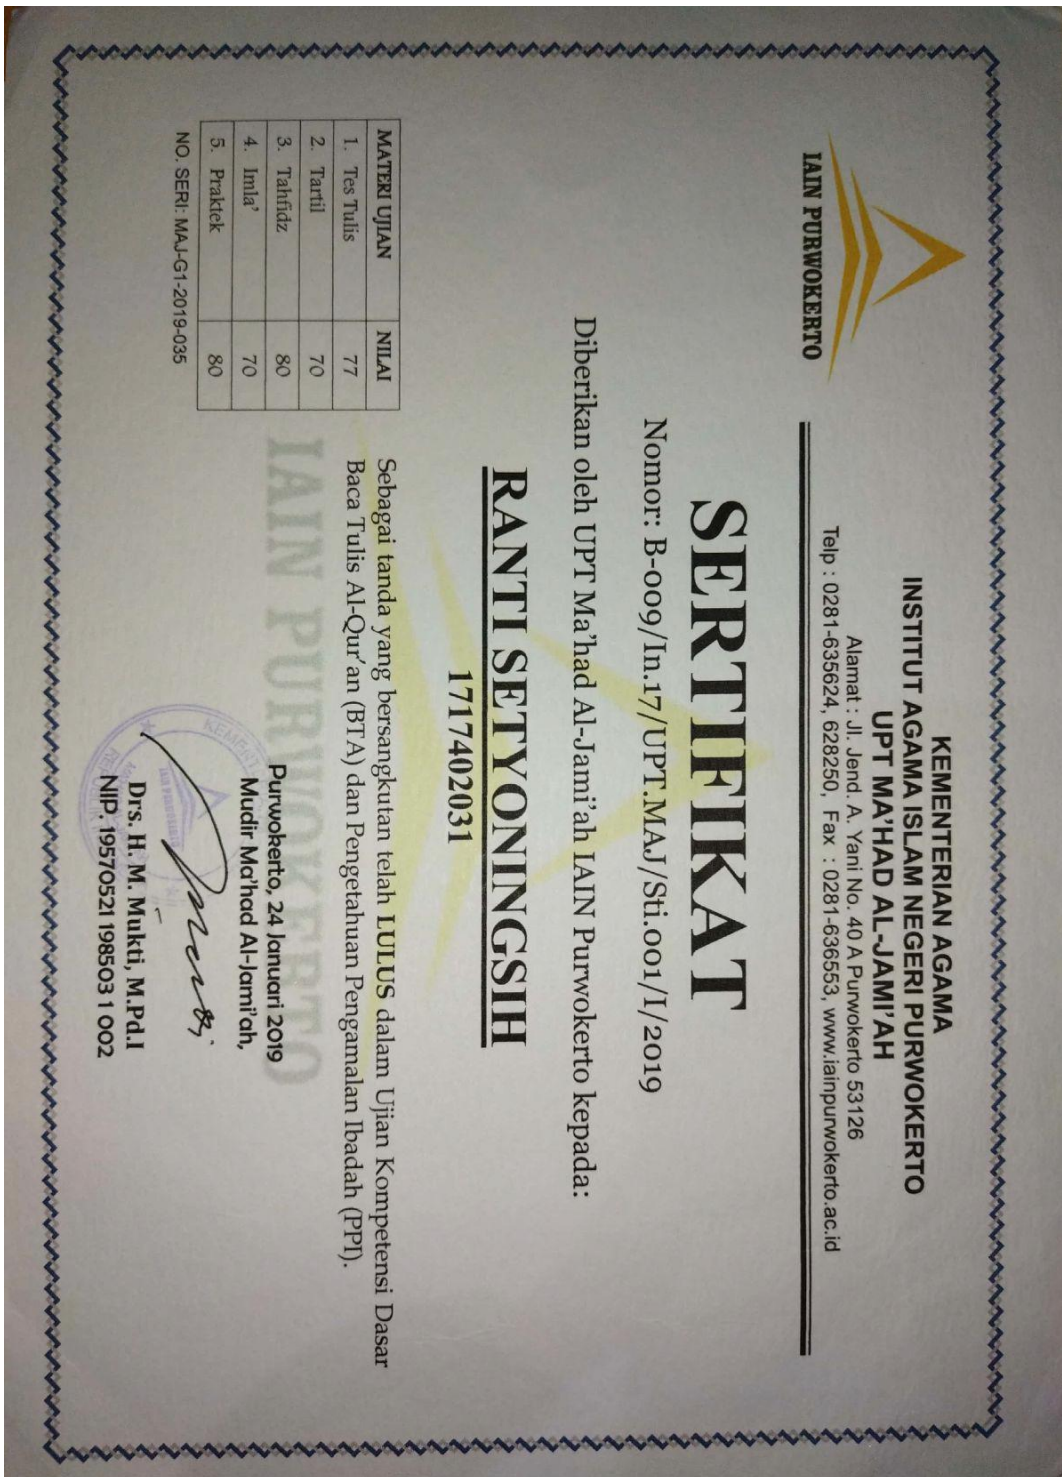 IAIN PURWOKERTO
KEMENTERIAN AGAMA
INSTITUT AGAMA ISLAM NEGERI PURWOKERTO
UPT MA'HAD AL-JAMI'AH
Alamat : Jl. Jend. A. Yani No. 40 A Purwokerto 53126
Telp : 0281-635624, 628250, Fax : 0281-636553, www.iainpurwokerto.ac.id
SERTIFIKAT
Nomor: B-009/In.17/UPT.MAJ/Sti.001/I/2019
Diberikan oleh UPT Ma'had Al-Jami'ah IAIN Purwokerto kepada:
RANTI SETYONINGSIH
1717402031
MATERI UJIAN NILAI
1. Tes Tulis 77
2. Tartil 70
3. Tahfidz 80
4. Imla' 70
5. Praktek 80
NO. SERI: MAJ-G1-2019-035
Sebagai tanda yang bersangkutan telah LULUS dalam Ujian Kompetensi Dasar
Baca Tulis Al-Qur'an (BTA) dan Pengetahuan Pengamalan Ibadah (PPI).
IAIN PURWOKERTO
Purwokerto, 24 Januari 2019
Mudir Ma'had Al-Jami'ah,
Drs. H. M. Mukti, M.Pd.I
NIP. 19570521 198503 1 002